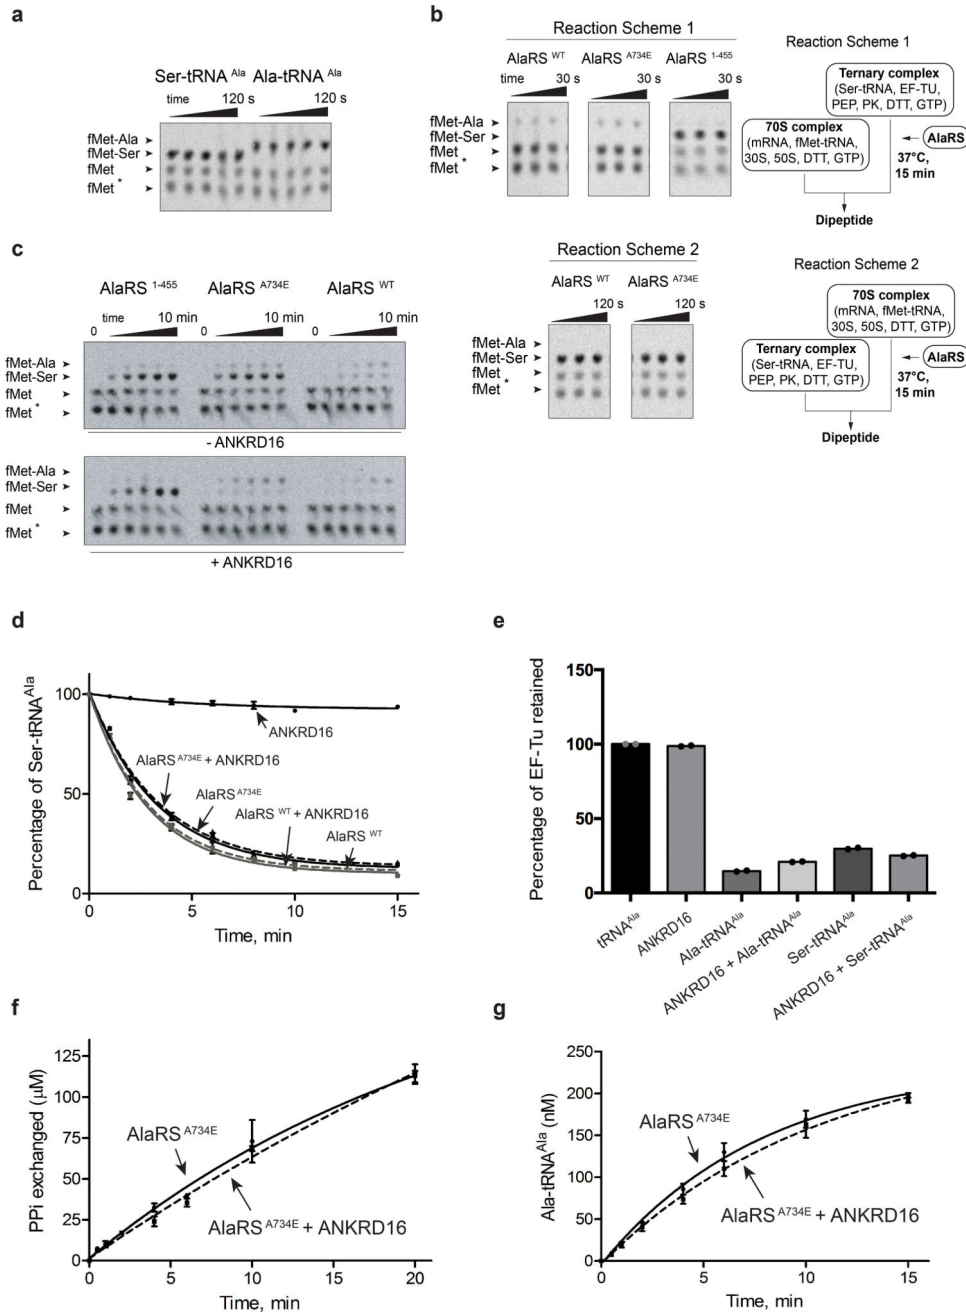 a
Ser-tRNA Ala Ala-tRNA Ala
time 120 s 120 s
fMet-Ala
fMet-Ser
fMet
fMet *
b
Reaction Scheme 1
AlaRS WT AlaRS A734E AlaRS 1-455
time 30 s 30 s 30 s
fMet-Ala
fMet-Ser
fMet
fMet *
Reaction Scheme 1
Ternary complex
(Ser-tRNA, EF-TU,
PEP, PK, DTT, GTP)
70S complex
(mRNA, fMet-tRNA,
30S, 50S, DTT, GTP)
AlaRS
37°C,
15 min
Dipeptide
Reaction Scheme 2
AlaRS WT AlaRS A734E
120 s 120 s
fMet-Ala
fMet-Ser
fMet
fMet *
Reaction Scheme 2
70S complex
(mRNA, fMet-tRNA,
30S, 50S, DTT, GTP)
Ternary complex
(Ser-tRNA, EF-TU,
PEP, PK, DTT, GTP)
AlaRS
37°C,
15 min
Dipeptide
c
AlaRS 1-455 AlaRS A734E AlaRS WT
0 time 10 min 0 10 min 0 10 min
fMet-Ala
fMet-Ser
fMet
fMet *
- ANKRD16
fMet-Ala
fMet-Ser
fMet
fMet *
+ ANKRD16
d
Percentage of Ser-tRNA Ala
100
50
0
0 5 10 15
Time, min
ANKRD16
AlaRS A734E + ANKRD16
AlaRS A734E
AlaRS WT + ANKRD16
AlaRS WT
e
Percentage of EF-Tu retained
150
100
50
0
tRNA Ala
ANKRD16
Ala-tRNA Ala
ANKRD16 + Ala-tRNA Ala
Ser-tRNA Ala
ANKRD16 + Ser-tRNA Ala
f
PPi exchanged (μM)
125
100
75
50
25
0
0 5 10 15 20
Time, min
AlaRS A734E
AlaRS A734E + ANKRD16
g
Ala-tRNA Ala (nM)
250
200
150
100
50
0
0 5 10 15
Time, min
AlaRS A734E
AlaRS A734E + ANKRD16